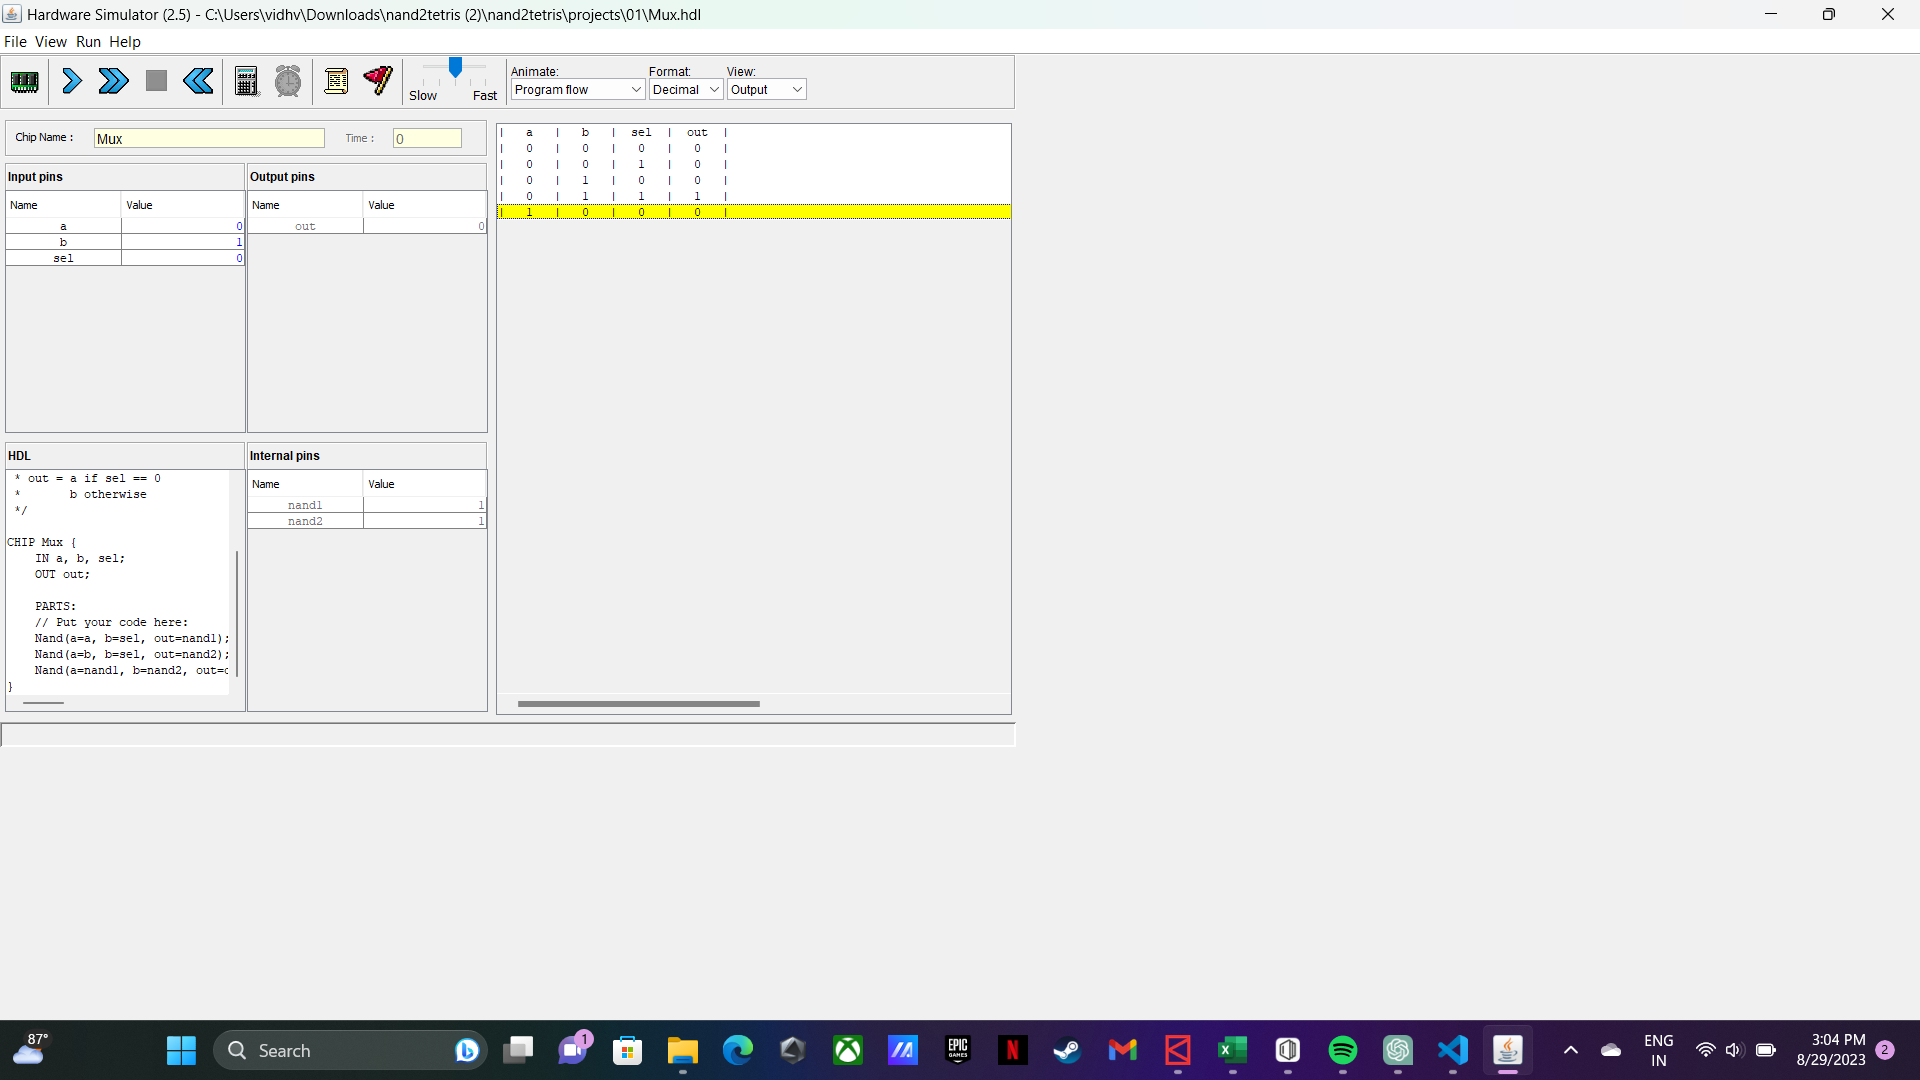 Hardware Simulator (2.5) - C:\Users\vidhv\Downloads\nand2tetris (2)\nand2tetris\projects\01\Mux.hdl
File View Run Help
Slow Fast
Animate: Format: View:
Program flow Decimal Output
Chip Name : Mux Time : 0
Input pins
Name Value
a 0
b 1
sel 0
Output pins
Name Value
out 0
HDL
* out = a if sel == 0
*       b otherwise
*/
CHIP Mux {
IN a, b, sel;
OUT out;
PARTS:
// Put your code here:
Nand(a=a, b=sel, out=nand1);
Nand(a=b, b=sel, out=nand2);
Nand(a=nand1, b=nand2, out=
}
Internal pins
Name Value
nand1 1
nand2 1
| a | b | sel | out |
| 0 | 0 | 0 | 0 |
| 0 | 0 | 1 | 0 |
| 0 | 1 | 0 | 0 |
| 0 | 1 | 1 | 1 |
| 1 | 0 | 0 | 0 |
87°
Search
1
EPIC GAMES
N
ENG
IN
3:04 PM
8/29/2023
2